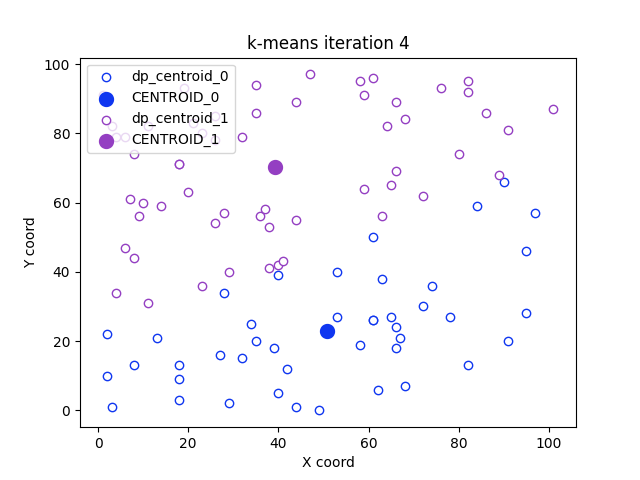 k-means iteration 4
dp_centroid_0
CENTROID_0
dp_centroid_1
CENTROID_1
100
80
60
40
20
0
Y coord
0 20 40 60 80 100
X coord